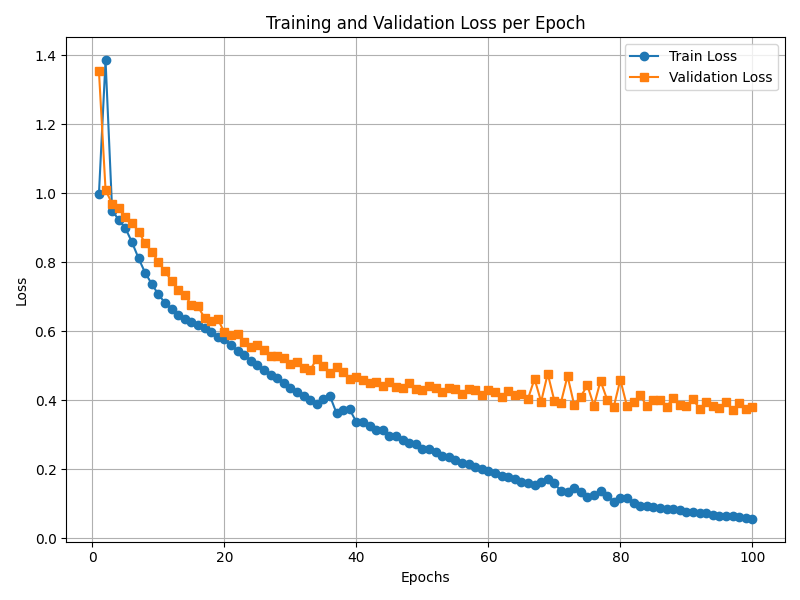 Training and Validation Loss per Epoch
Train Loss
Validation Loss
1.4
1.2
1.0
0.8
0.6
0.4
0.2
0.0
Loss
0 20 40 60 80 100
Epochs